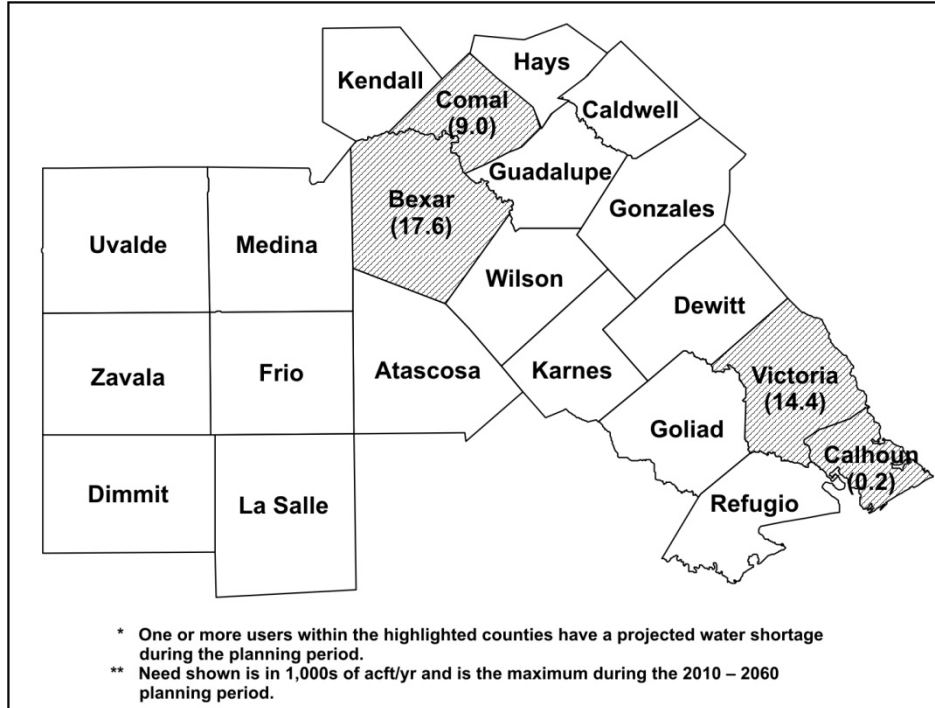 Hays
Kendall
Comal
(9.0)
Caldwell
Guadalupe
Bexar
(17.6)
Gonzales
Uvalde
Medina
Wilson
Dewitt
Zavala
Frio
Atascosa
Karnes
Victoria
(14.4)
Goliad
Calhoun
(0.2)
Dimmit
La Salle
Refugio
* One or more users within the highlighted counties have a projected water shortage
during the planning period.
** Need shown is in 1,000s of acft/yr and is the maximum during the 2010 – 2060
planning period.